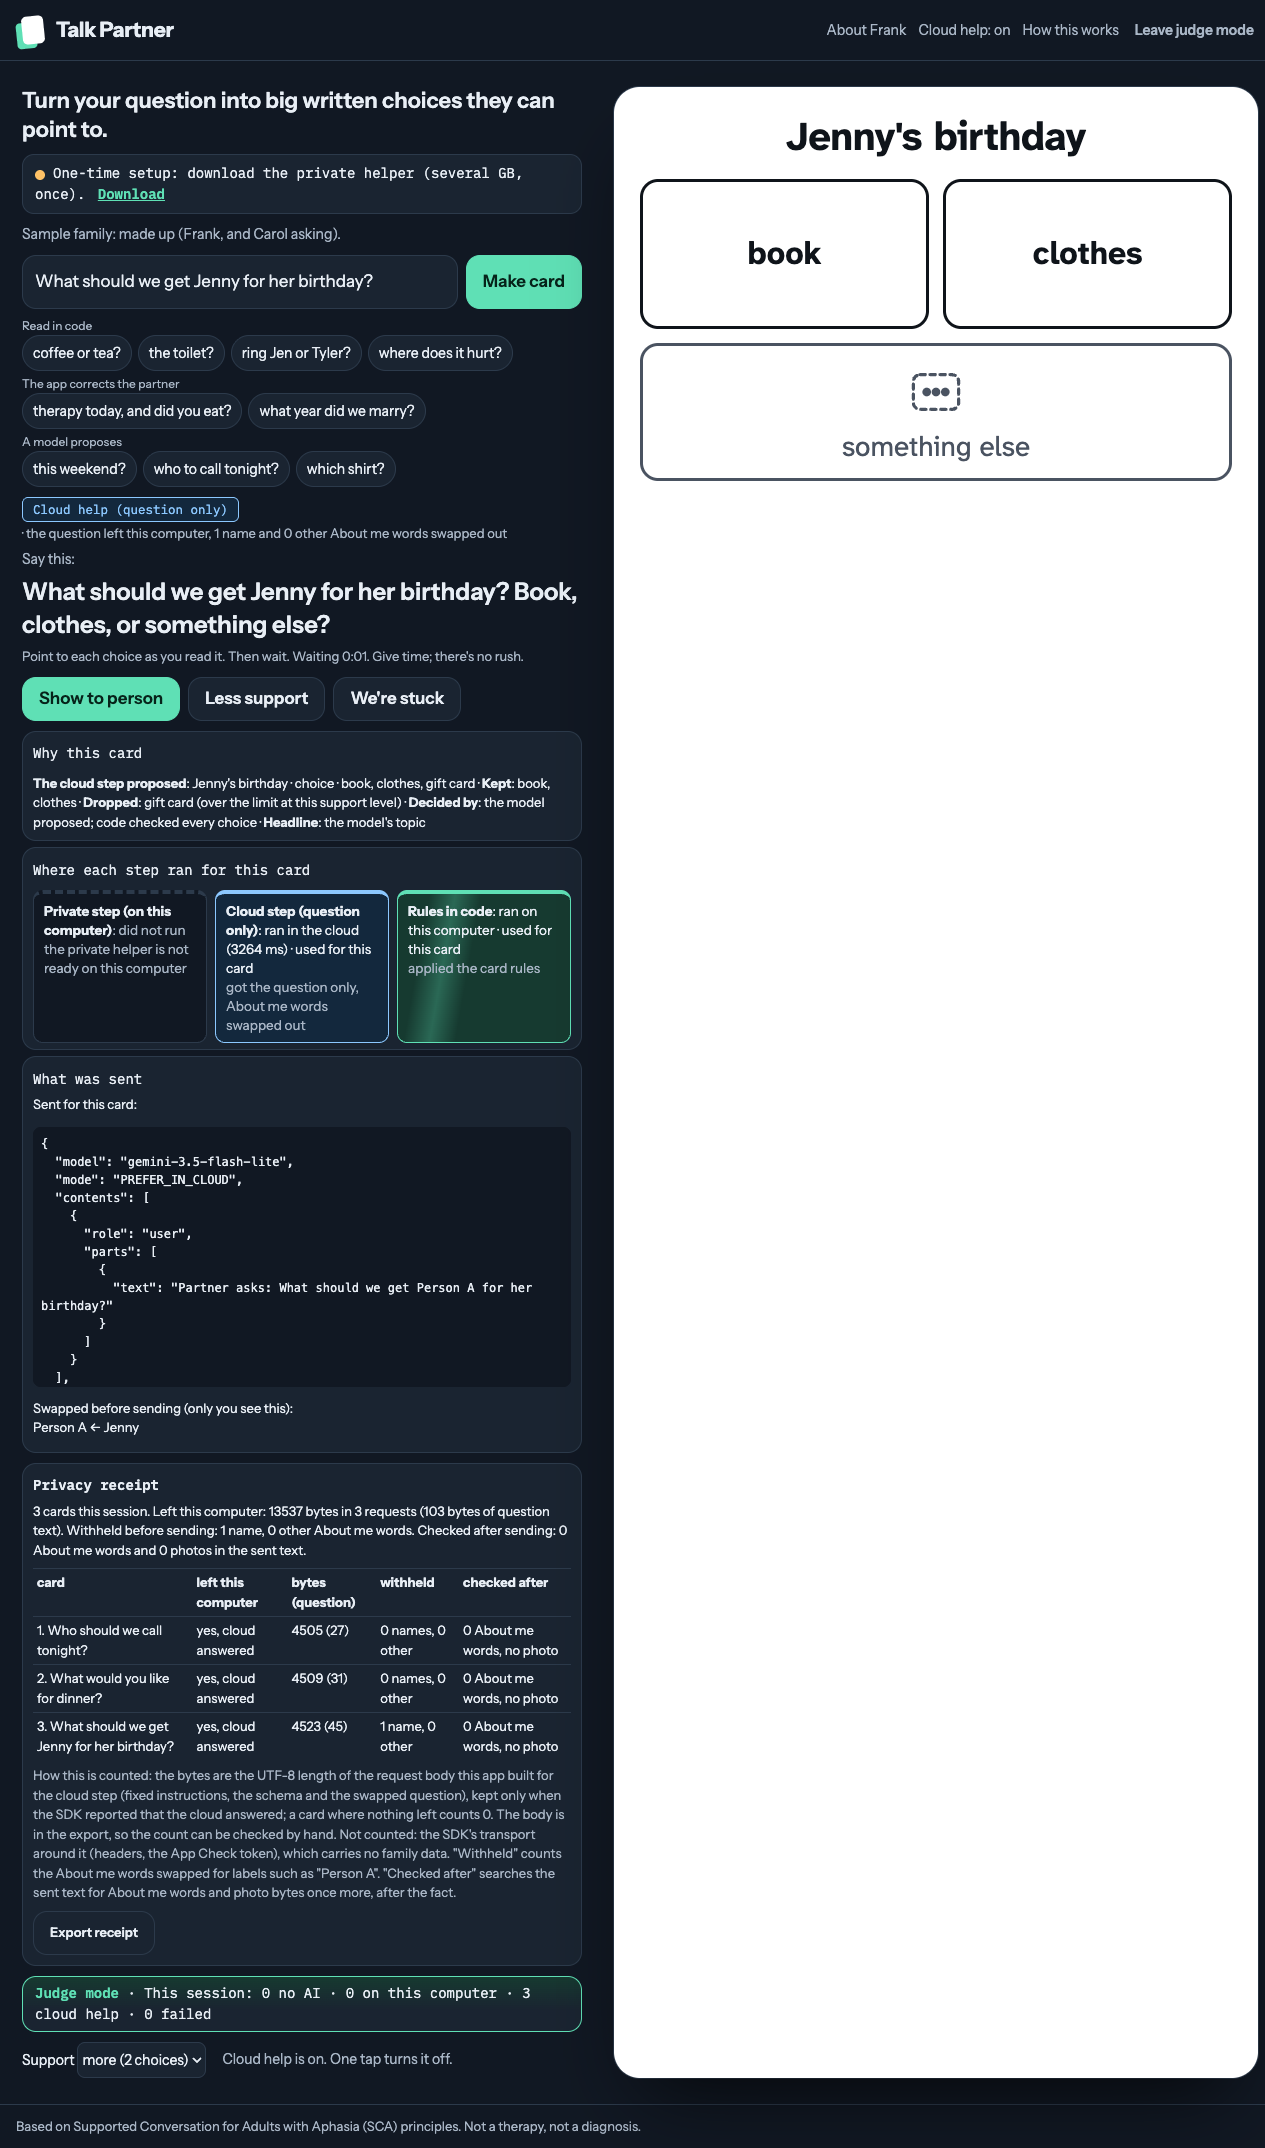 Talk Partner
About Frank
Cloud help: on
How this works
Leave judge mode
Turn your question into big written choices they can
point to.
One-time setup: download the private helper (several GB,
once). Download
Sample family: made up (Frank, and Carol asking).
What should we get Jenny for her birthday?
Make card
Read in code
coffee or tea?
the toilet?
ring Jen or Tyler?
where does it hurt?
The app corrects the partner
therapy today, and did you eat?
what year did we marry?
A model proposes
this weekend?
who to call tonight?
which shirt?
Cloud help (question only)
· the question left this computer, 1 name and 0 other About me words swapped out
Say this:
What should we get Jenny for her birthday? Book,
clothes, or something else?
Point to each choice as you read it. Then wait. Waiting 0:01. Give time; there's no rush.
Show to person
Less support
We're stuck
Why this card
The cloud step proposed: Jenny's birthday · choice · book, clothes, gift card · Kept: book,
clothes · Dropped: gift card (over the limit at this support level) · Decided by: the model
proposed; code checked every choice · Headline: the model's topic
Where each step ran for this card
Private step (on this
computer): did not run
the private helper is not
ready on this computer
Cloud step (question
only): ran in the cloud
(3264 ms) · used for this
card
got the question only,
About me words
swapped out
Rules in code: ran on
this computer · used for
this card
applied the card rules
What was sent
Sent for this card:
{
"model": "gemini-3.5-flash-lite",
"mode": "PREFER_IN_CLOUD",
"contents": [
{
"role": "user",
"parts": [
{
"text": "Partner asks: What should we get Person A for her
birthday?"
}
]
}
],
Swapped before sending (only you see this):
Person A ← Jenny
Privacy receipt
3 cards this session. Left this computer: 13537 bytes in 3 requests (103 bytes of question
text). Withheld before sending: 1 name, 0 other About me words. Checked after sending: 0
About me words and 0 photos in the sent text.
card
left this
computer
bytes
(question)
withheld
checked after
1. Who should we call
tonight?
yes, cloud
answered
4505 (27)
0 names, 0
other
0 About me
words, no photo
2. What would you like
for dinner?
yes, cloud
answered
4509 (31)
0 names, 0
other
0 About me
words, no photo
3. What should we get
Jenny for her birthday?
yes, cloud
answered
4523 (45)
1 name, 0
other
0 About me
words, no photo
How this is counted: the bytes are the UTF-8 length of the request body this app built for
the cloud step (fixed instructions, the schema and the swapped question), kept only when
the SDK reported that the cloud answered; a card where nothing left counts 0. The body is
in the export, so the count can be checked by hand. Not counted: the SDK's transport
around it (headers, the App Check token), which carries no family data. "Withheld" counts
the About me words swapped for labels such as "Person A". "Checked after" searches the
sent text for About me words and photo bytes once more, after the fact.
Export receipt
Judge mode · This session: 0 no AI · 0 on this computer · 3
cloud help · 0 failed
Support
more (2 choices)
Cloud help is on. One tap turns it off.
Jenny's birthday
book
clothes
something else
Based on Supported Conversation for Adults with Aphasia (SCA) principles. Not a therapy, not a diagnosis.